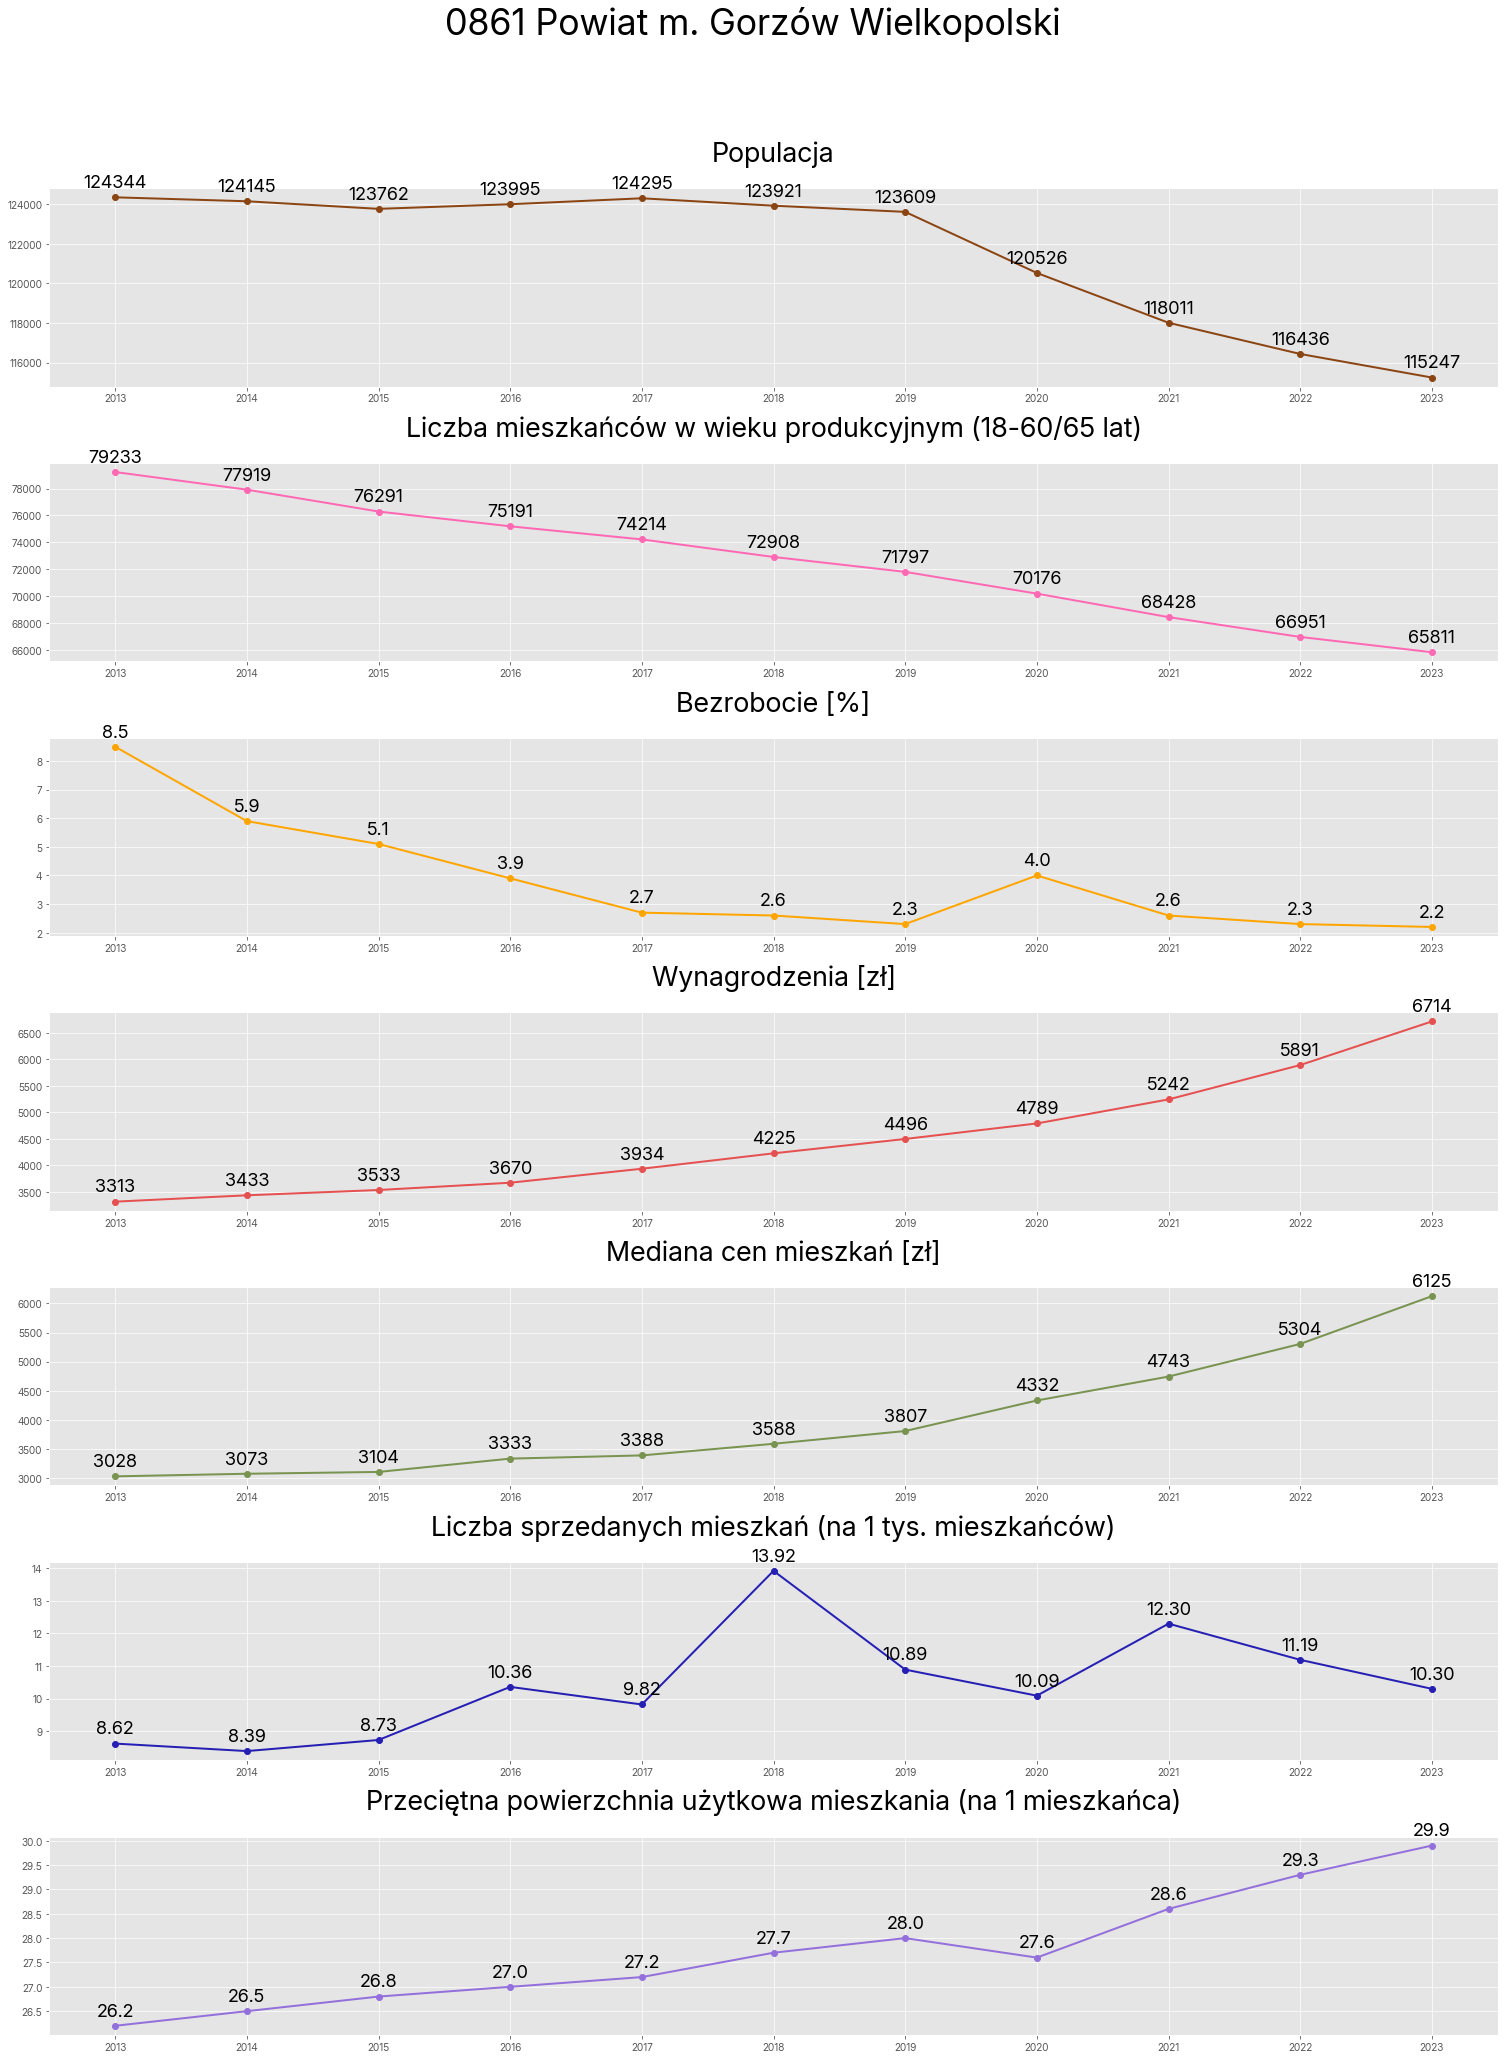 0861 Powiat m. Gorzów Wielkopolski
Populacja
124344 124145 123762 123995 124295 123921 123609 120526 118011 116436 115247
124000
122000
120000
118000
116000
2013 2014 2015 2016 2017 2018 2019 2020 2021 2022 2023
Liczba mieszkańców w wieku produkcyjnym (18-60/65 lat)
79233 77919 76291 75191 74214 72908 71797 70176 68428 66951 65811
78000
76000
74000
72000
70000
68000
66000
2013 2014 2015 2016 2017 2018 2019 2020 2021 2022 2023
Bezrobocie [%]
8.5 5.9 5.1 3.9 2.7 2.6 2.3 4.0 2.6 2.3 2.2
8
7
6
5
4
3
2
2013 2014 2015 2016 2017 2018 2019 2020 2021 2022 2023
Wynagrodzenia [zł]
3313 3433 3533 3670 3934 4225 4496 4789 5242 5891 6714
6500
6000
5500
5000
4500
4000
3500
2013 2014 2015 2016 2017 2018 2019 2020 2021 2022 2023
Mediana cen mieszkań [zł]
3028 3073 3104 3333 3388 3588 3807 4332 4743 5304 6125
6000
5500
5000
4500
4000
3500
3000
2013 2014 2015 2016 2017 2018 2019 2020 2021 2022 2023
Liczba sprzedanych mieszkań (na 1 tys. mieszkańców)
8.62 8.39 8.73 10.36 9.82 13.92 10.89 10.09 12.30 11.19 10.30
14
13
12
11
10
9
2013 2014 2015 2016 2017 2018 2019 2020 2021 2022 2023
Przeciętna powierzchnia użytkowa mieszkania (na 1 mieszkańca)
26.2 26.5 26.8 27.0 27.2 27.7 28.0 27.6 28.6 29.3 29.9
30.0
29.5
29.0
28.5
28.0
27.5
27.0
26.5
2013 2014 2015 2016 2017 2018 2019 2020 2021 2022 2023